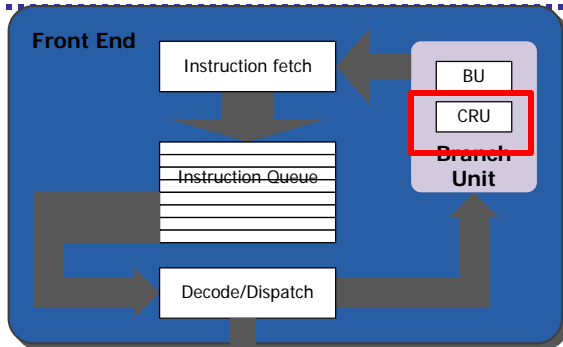 Front End
Instruction fetch
BU
CRU
Branch
Unit
Instruction Queue
Decode/Dispatch